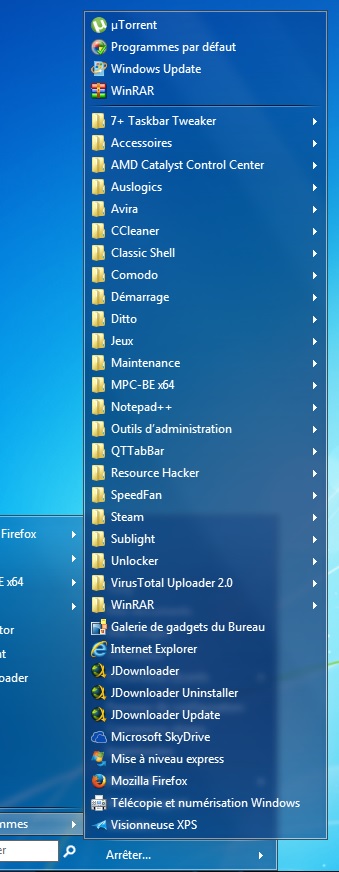 µTorrent
Programmes par défaut
Windows Update
WinRAR
7+ Taskbar Tweaker
Accessoires
AMD Catalyst Control Center
Auslogics
Avira
CCleaner
Classic Shell
Comodo
Démarrage
Ditto
Jeux
Maintenance
MPC-BE x64
Notepad++
Outils d’administration
QTTabBar
Resource Hacker
SpeedFan
Steam
Sublight
Unlocker
VirusTotal Uploader 2.0
WinRAR
Galerie de gadgets du Bureau
Internet Explorer
JDownloader
JDownloader Uninstaller
JDownloader Update
Microsoft SkyDrive
Mise à niveau express
Mozilla Firefox
Télécopie et numérisation Windows
Visionneuse XPS
Firefox
E x64
tor
nt
oader
mmes
er
Arrêter...